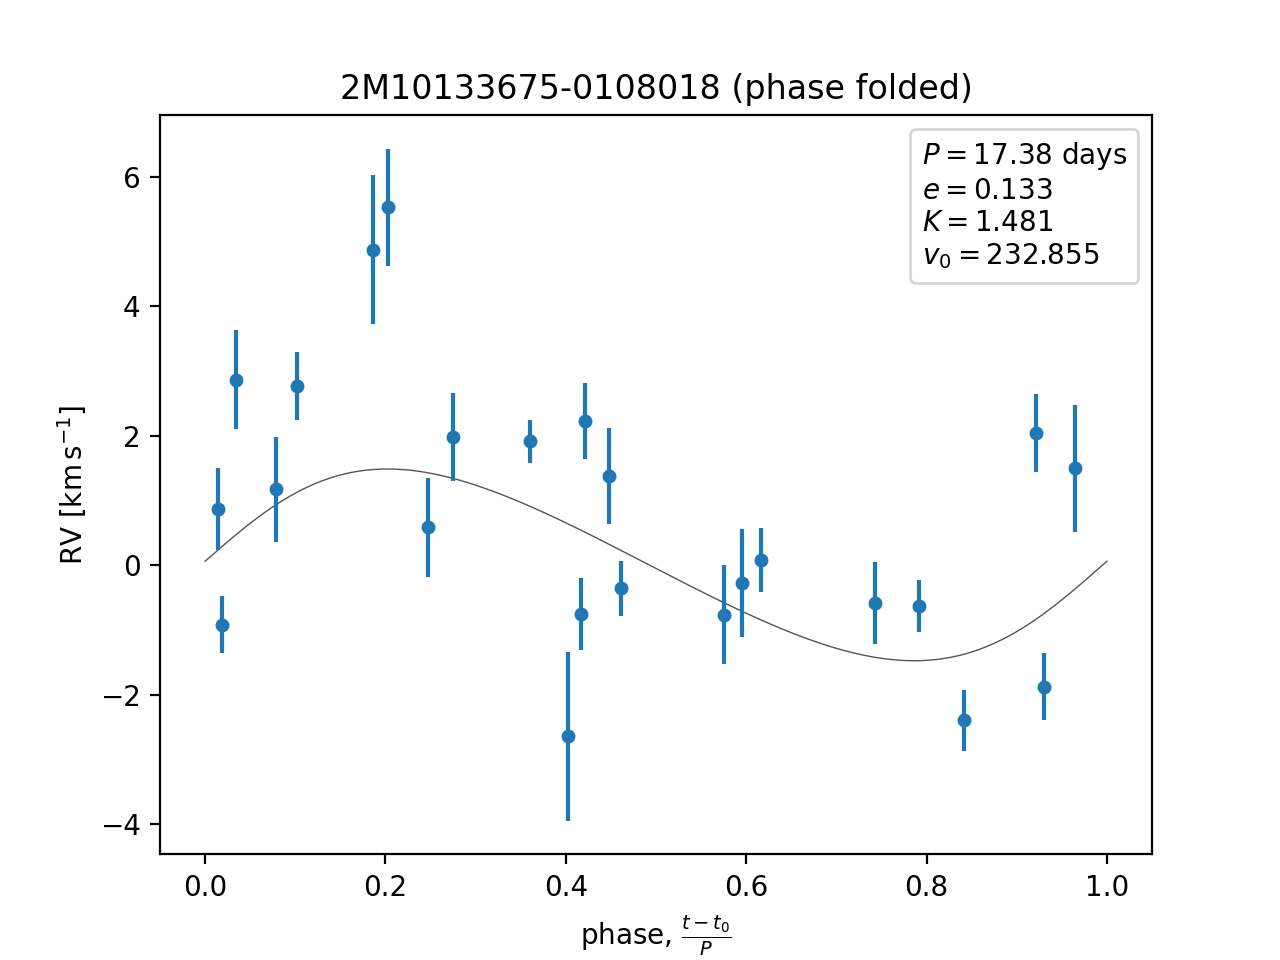 2M10133675-0108018 (phase folded)
P = 17.38 days
e = 0.133
K = 1.481
v₀ = 232.855
RV [km s⁻¹]
6
4
2
0
−2
−4
0.0 0.2 0.4 0.6 0.8 1.0
phase, (t − t₀)/P